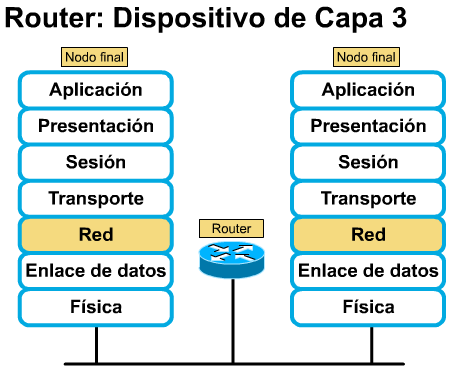 Router: Dispositivo de Capa 3
Nodo final
Aplicación
Presentación
Sesión
Transporte
Red
Enlace de datos
Física
Router
Nodo final
Aplicación
Presentación
Sesión
Transporte
Red
Enlace de datos
Física